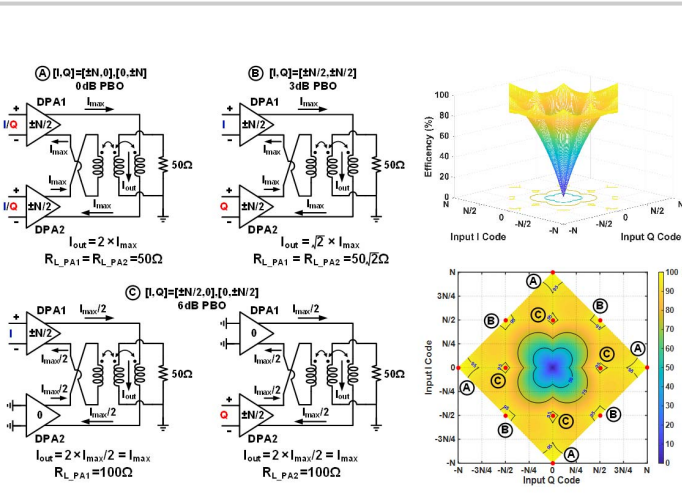 Ⓐ [I,Q]=[±N,0],[0,±N]
0dB PBO
DPA1
Imax
+
I/Q
-
±N/2
Imax
50Ω
Imax
Iout
+
I/Q
-
±N/2
Imax
DPA2
Iout=2×Imax
RL_PA1=RL_PA2=50Ω
Ⓑ [I,Q]=[±N/2,±N/2]
3dB PBO
DPA1
Imax
+
I
-
±N/2
Imax
50Ω
Imax
Iout
+
Q
-
±N/2
Imax
DPA2
Iout=√2 × Imax
RL_PA1 = RL_PA2 =50√2Ω
Ⓒ [I,Q]=[±N/2,0],[0,±N/2]
6dB PBO
DPA1
Imax/2
+
I
-
±N/2
Imax/2
50Ω
Imax/2
Iout
0
Imax/2
DPA2
Iout=2×Imax/2= Imax
RL_PA1=100Ω
DPA1
Imax/2
0
Imax/2
50Ω
Imax/2
Iout
+
Q
-
±N/2
Imax/2
DPA2
Iout=2×Imax/2= Imax
RL_PA2=100Ω
100
80
60
40
20
0
Efficency (%)
N
N/2
0
-N/2
-N
-N
-N/2
0
N/2
N
Input I Code
Input Q Code
N
3N/4
N/2
N/4
0
-N/4
-N/2
-3N/4
-N
Input I Code
A
B
C
B
A
C
C
A
B
C
B
A
-N
-3N/4
-N/2
-N/4
0
N/4
N/2
3N/4
N
Input Q Code
100
90
80
70
60
50
40
30
20
10
0